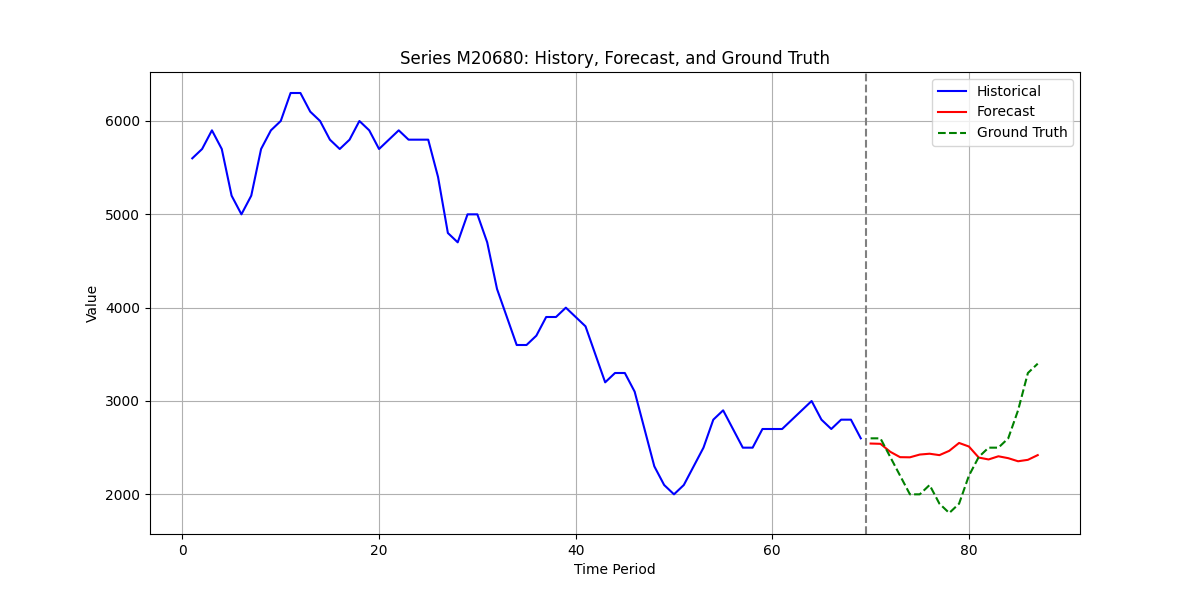 Series M20680: History, Forecast, and Ground Truth
Historical
Forecast
Ground Truth
6000
5000
4000
3000
2000
Value
0 20 40 60 80
Time Period